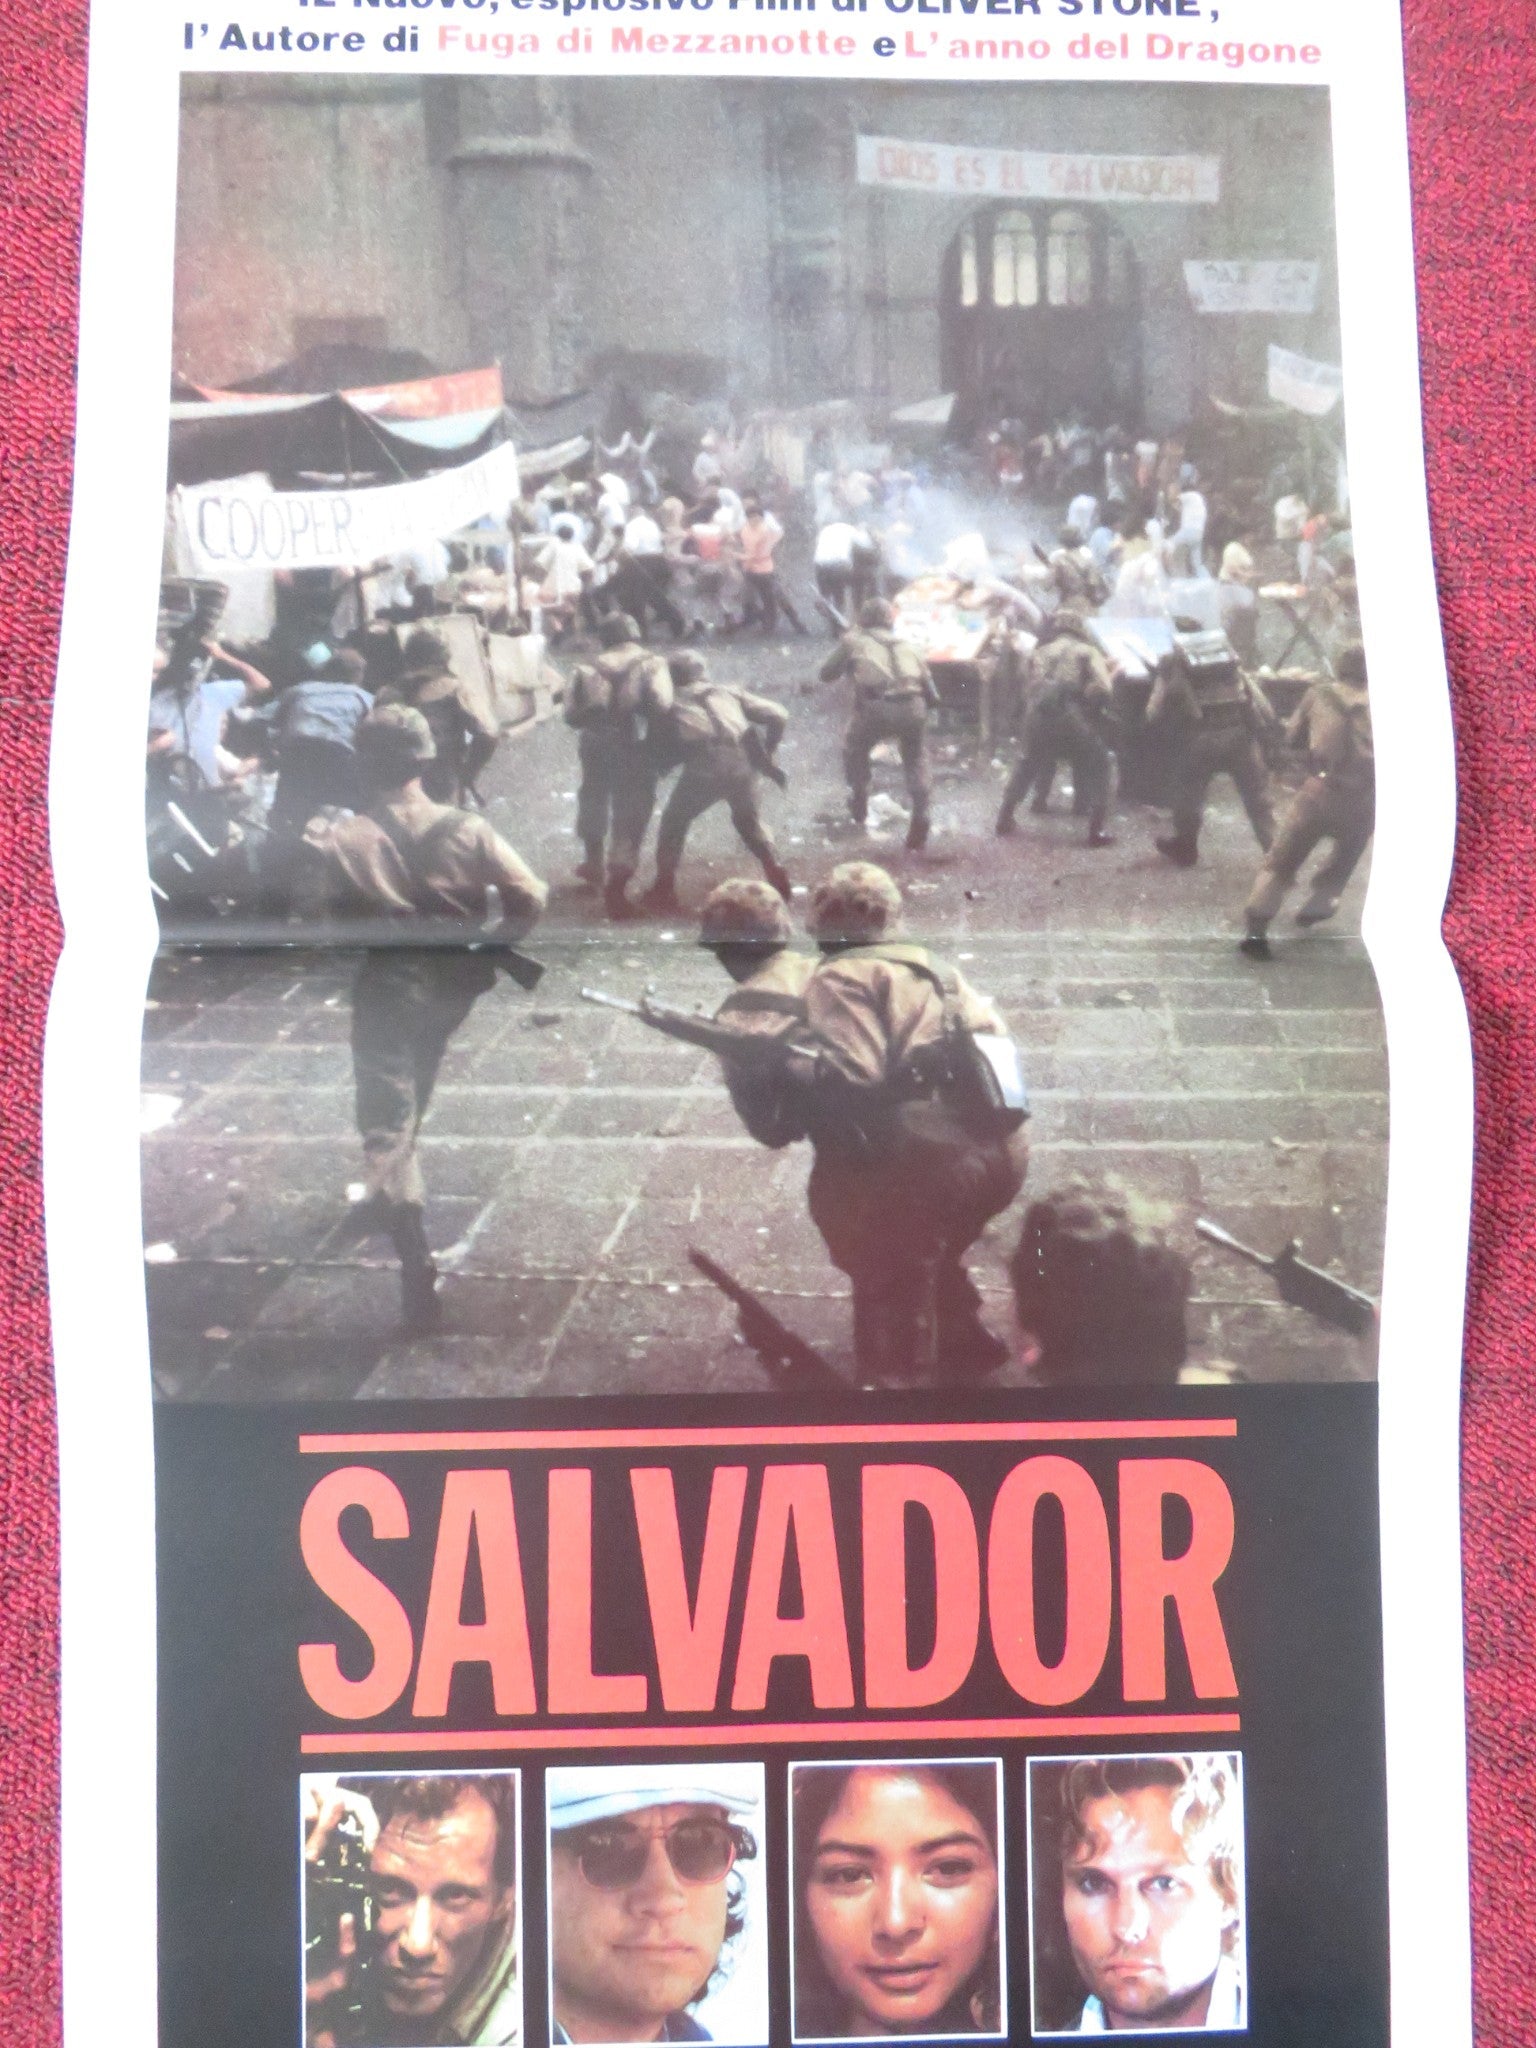 Il Nuovo, esplosivo Film di OLIVER STONE,
l'Autore di Fuga di Mezzanotte e L'anno del Dragone
DIOS ES EL SALVADOR
COOPER
SALVADOR